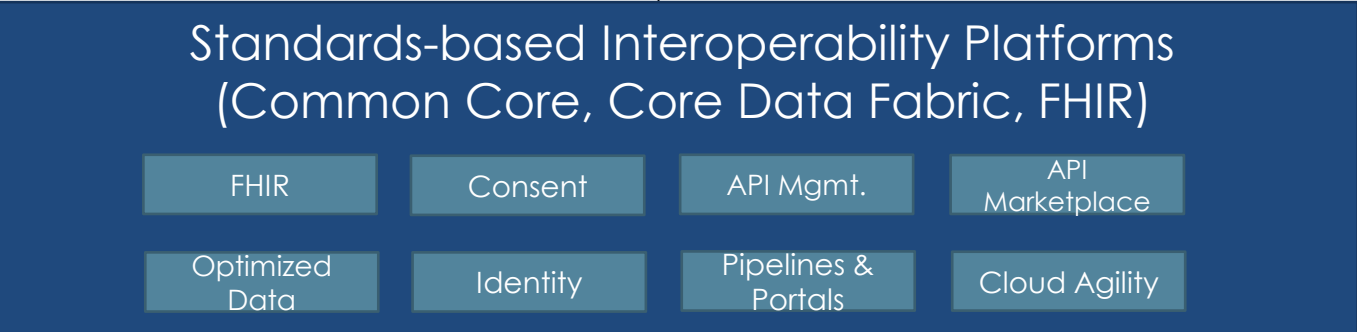 Standards-based Interoperability Platforms
(Common Core, Core Data Fabric, FHIR)
FHIR
Consent
API Mgmt.
API
Marketplace
Optimized
Data
Identity
Pipelines &
Portals
Cloud Agility